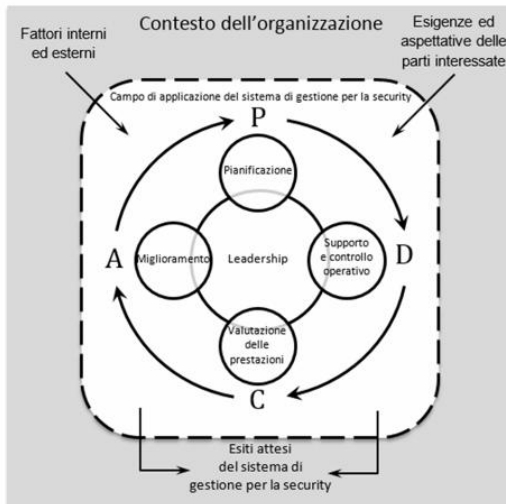 Contesto dell'organizzazione
Fattori interni
ed esterni
Esigenze ed
aspettative delle
parti interessate
Campo di applicazione del sistema di gestione per la security
P
Pianificazione
A
Miglioramento
Leadership
Supporto
e controllo
operativo
D
Valutazione
delle
prestazioni
C
Esiti attesi
del sistema di
gestione per la security